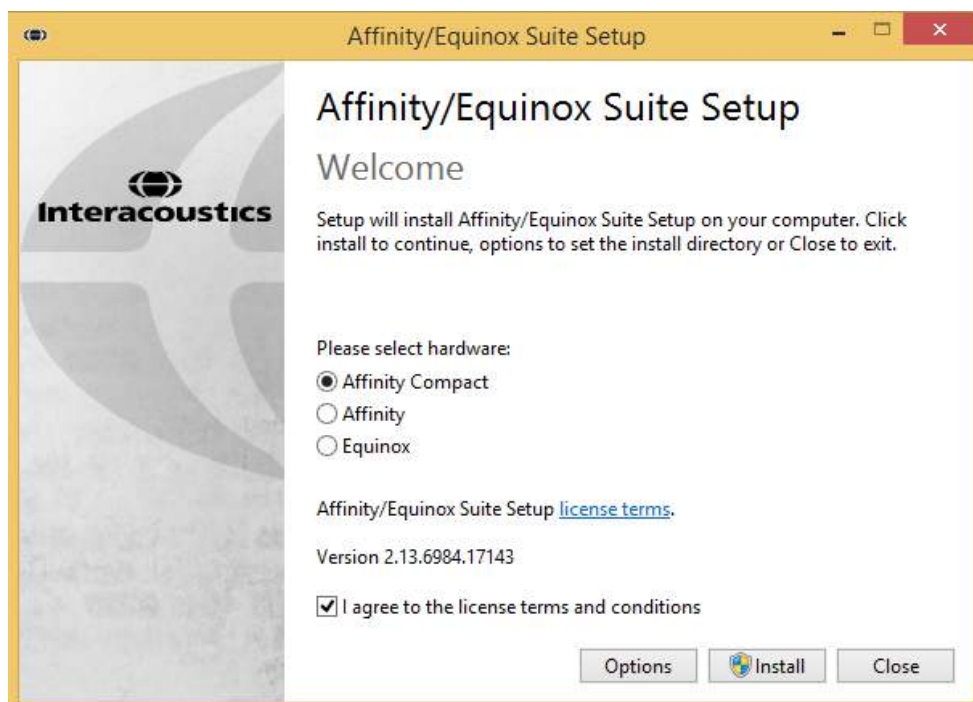 Affinity/Equinox Suite Setup
Interacoustics
Affinity/Equinox Suite Setup
Welcome
Setup will install Affinity/Equinox Suite Setup on your computer. Click
install to continue, options to set the install directory or Close to exit.
Please select hardware:
Affinity Compact
Affinity
Equinox
Affinity/Equinox Suite Setup license terms.
Version 2.13.6984.17143
I agree to the license terms and conditions
Options
Install
Close